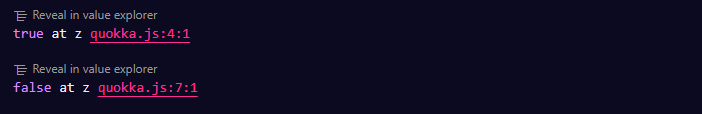 Reveal in value explorer
true at z quokka.js:4:1
Reveal in value explorer
false at z quokka.js:7:1